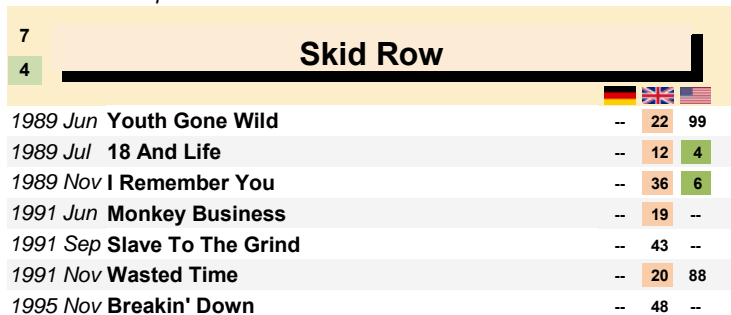 7
Skid Row
4
1989 Jun Youth Gone Wild -- 22 99
1989 Jul 18 And Life -- 12 4
1989 Nov I Remember You -- 36 6
1991 Jun Monkey Business -- 19 --
1991 Sep Slave To The Grind -- 43 --
1991 Nov Wasted Time -- 20 88
1995 Nov Breakin' Down -- 48 --